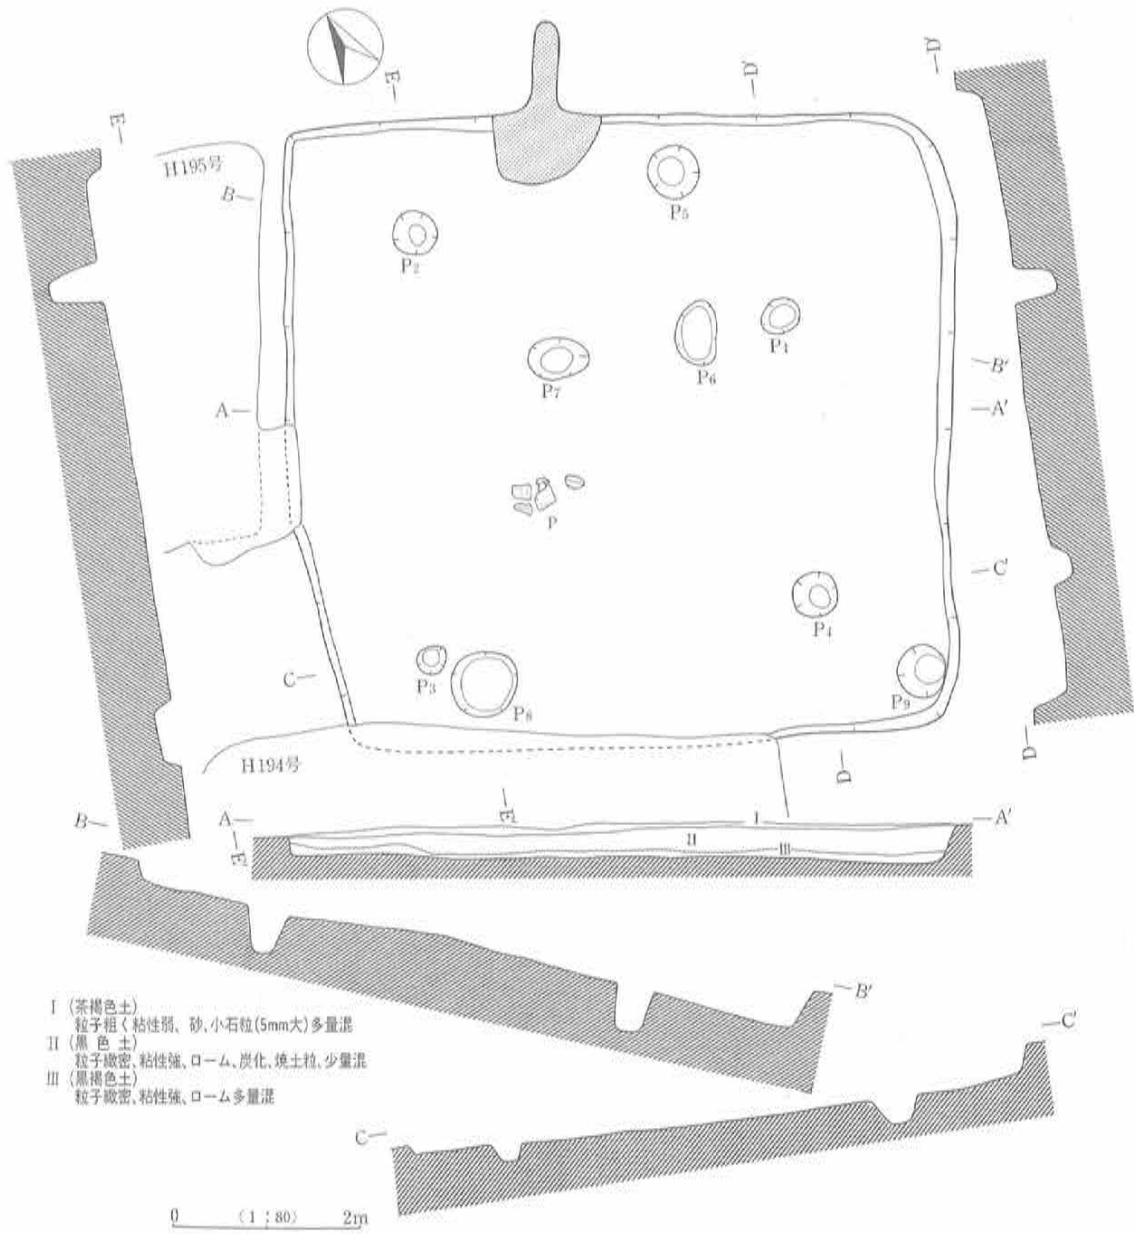 E
D′
D′
E
H195号
B
P5
P2
P1
P6
P7
B′
A
A′
P
C′
P4
C
P3
P8
P9
H194号
D
D
E′
B
A
I
A′
II
E′
III
I (茶褐色土)
粒子粗く粘性弱、砂、小石粒(5mm大)多量混
II (黒色土)
粒子緻密、粘性強、ローム、炭化、焼土粒、少量混
III (黒褐色土)
粒子緻密、粘性強、ローム多量混
B′
C′
C
0 (1:80) 2m